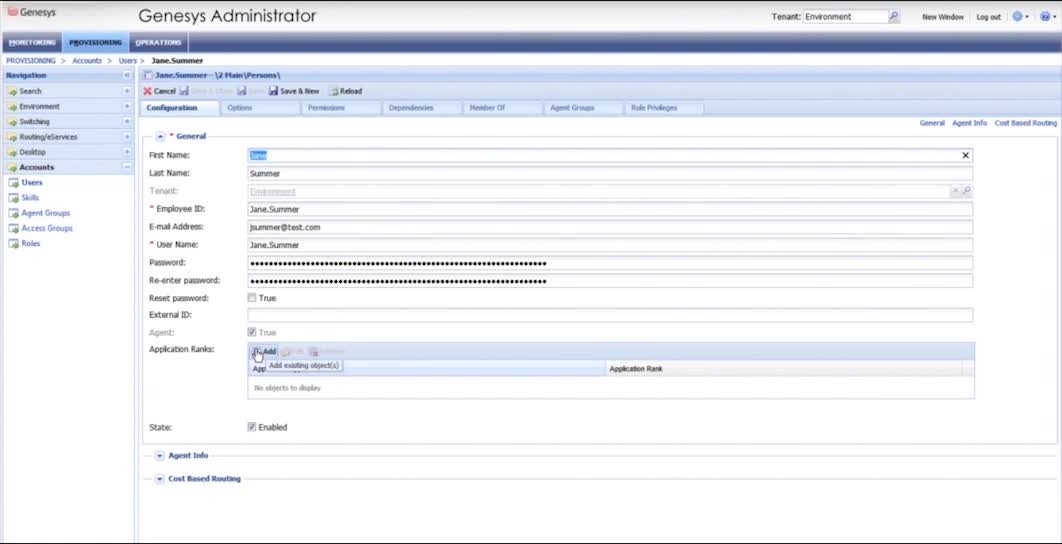 Genesys
Genesys Administrator
Tenant: Environment
New Window
Log out
MONITORING
PROVISIONING
OPERATIONS
PROVISIONING > Accounts > Users > Jane.Summer
Navigation
Jane.Summer - \2 Main\Persons\
Search
Cancel
Save & Close
Save
Save & New
Reload
Environment
Configuration
Options
Permissions
Dependencies
Member Of
Agent Groups
Role Privileges
Switching
General
Agent Info
Cost Based Routing
Routing/eServices
* General
Desktop
First Name: Jane
Accounts
Last Name: Summer
Users
Tenant: Environment
Skills
* Employee ID: Jane.Summer
Agent Groups
E-mail Address: jsummer@test.com
Access Groups
* User Name: Jane.Summer
Roles
Password:
Re-enter password:
Reset password: True
External ID:
Agent: True
Application Ranks:
Add
Add existing object(s)
Application Rank
No objects to display
State: Enabled
Agent Info
Cost Based Routing